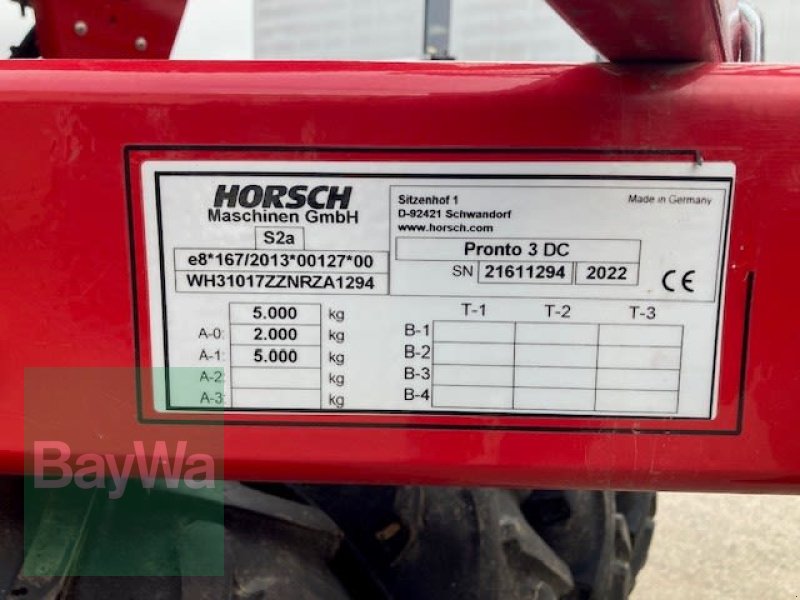 HORSCH
Maschinen GmbH
S2a
e8*167/2013*00127*00
WH31017ZZNRZA1294
Sitzenhof 1
D-92421 Schwandorf
www.horsch.com
Made in Germany
Pronto 3 DC
SN 21611294 2022
CE
5.000 kg
A-0: 2.000 kg
A-1: 5.000 kg
A-2: kg
A-3: kg
T-1 T-2 T-3
B-1
B-2
B-3
B-4
BayWa